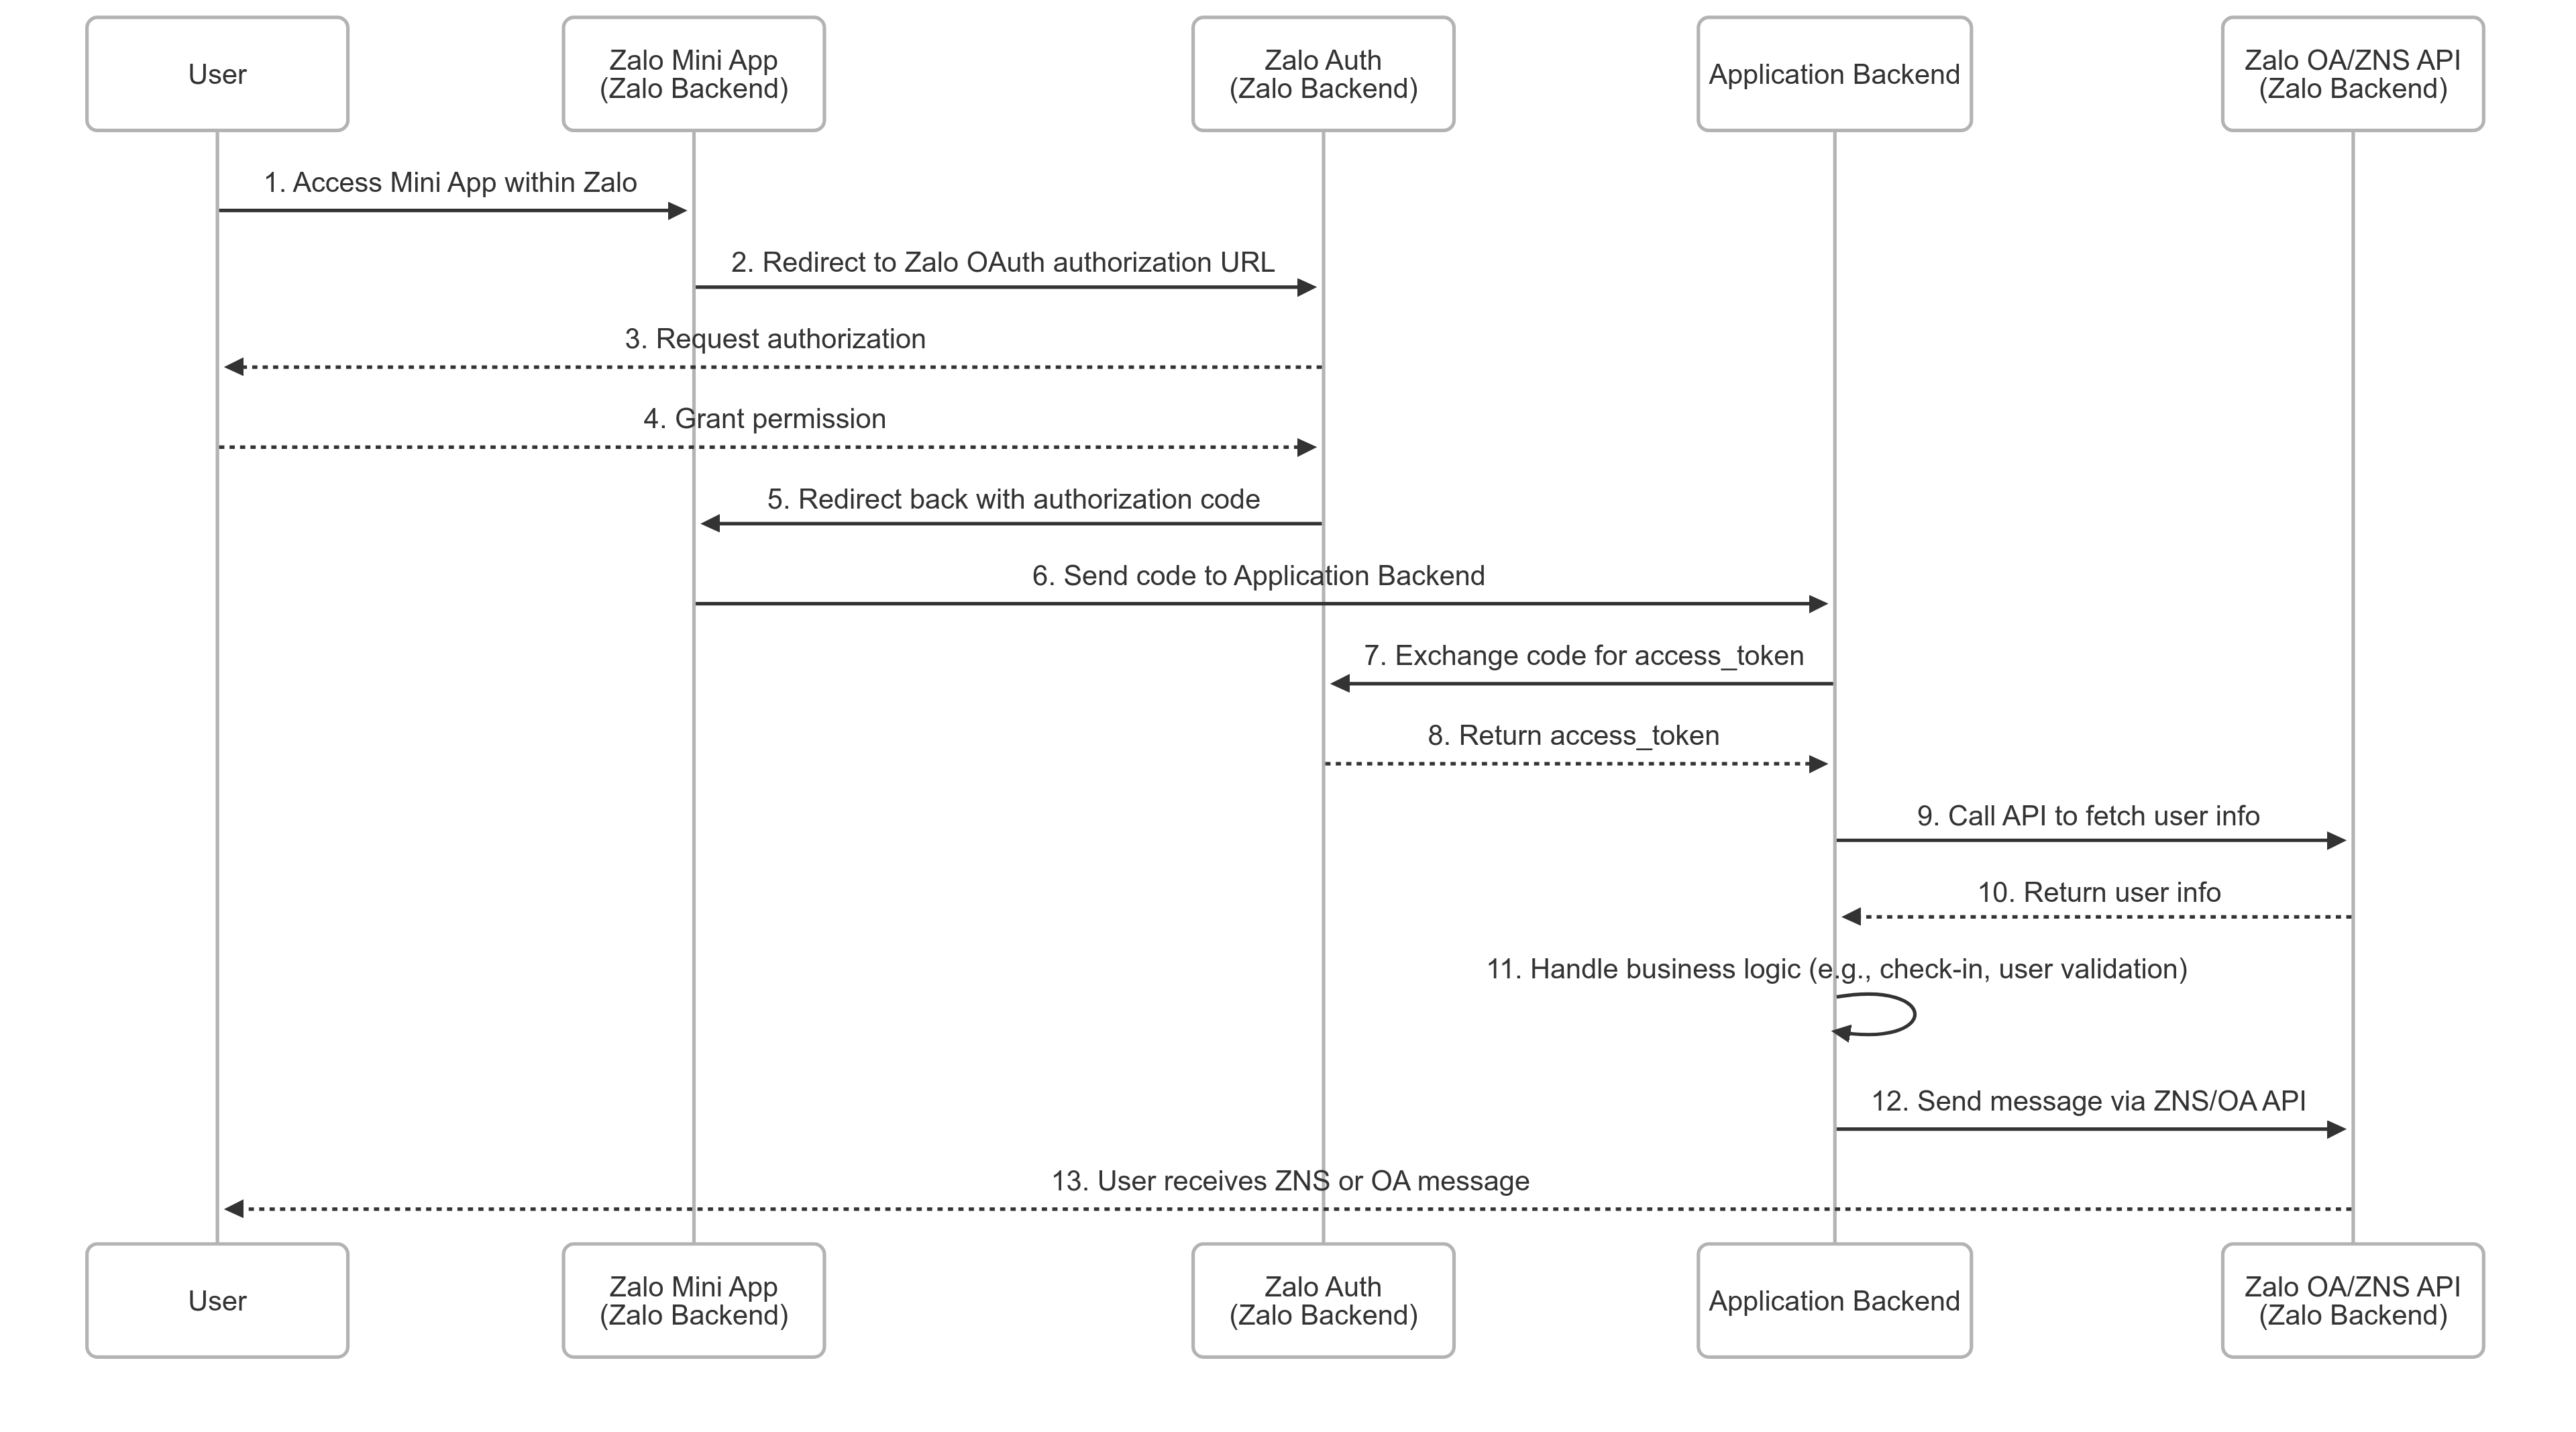 User
Zalo Mini App
(Zalo Backend)
Zalo Auth
(Zalo Backend)
Application Backend
Zalo OA/ZNS API
(Zalo Backend)
1. Access Mini App within Zalo
2. Redirect to Zalo OAuth authorization URL
3. Request authorization
4. Grant permission
5. Redirect back with authorization code
6. Send code to Application Backend
7. Exchange code for access_token
8. Return access_token
9. Call API to fetch user info
10. Return user info
11. Handle business logic (e.g., check-in, user validation)
12. Send message via ZNS/OA API
13. User receives ZNS or OA message
User
Zalo Mini App
(Zalo Backend)
Zalo Auth
(Zalo Backend)
Application Backend
Zalo OA/ZNS API
(Zalo Backend)